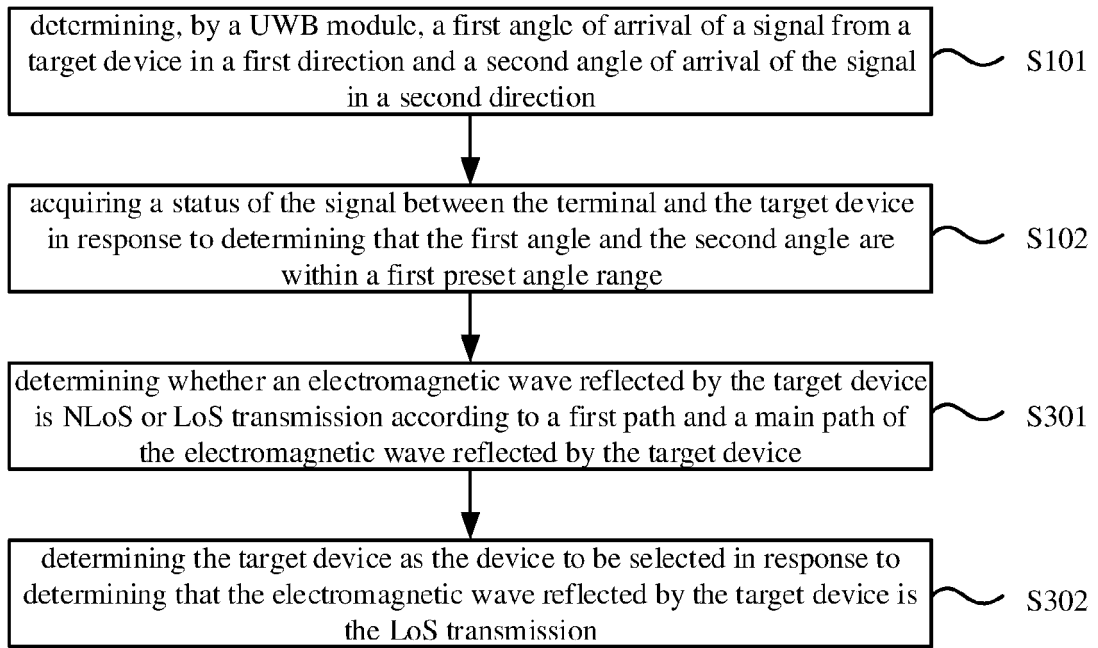 determining, by a UWB module, a first angle of arrival of a signal from a
target device in a first direction and a second angle of arrival of the signal
in a second direction
S101
acquiring a status of the signal between the terminal and the target device
in response to determining that the first angle and the second angle are
within a first preset angle range
S102
determining whether an electromagnetic wave reflected by the target device
is NLoS or LoS transmission according to a first path and a main path of
the electromagnetic wave reflected by the target device
S301
determining the target device as the device to be selected in response to
determining that the electromagnetic wave reflected by the target device is
the LoS transmission
S302